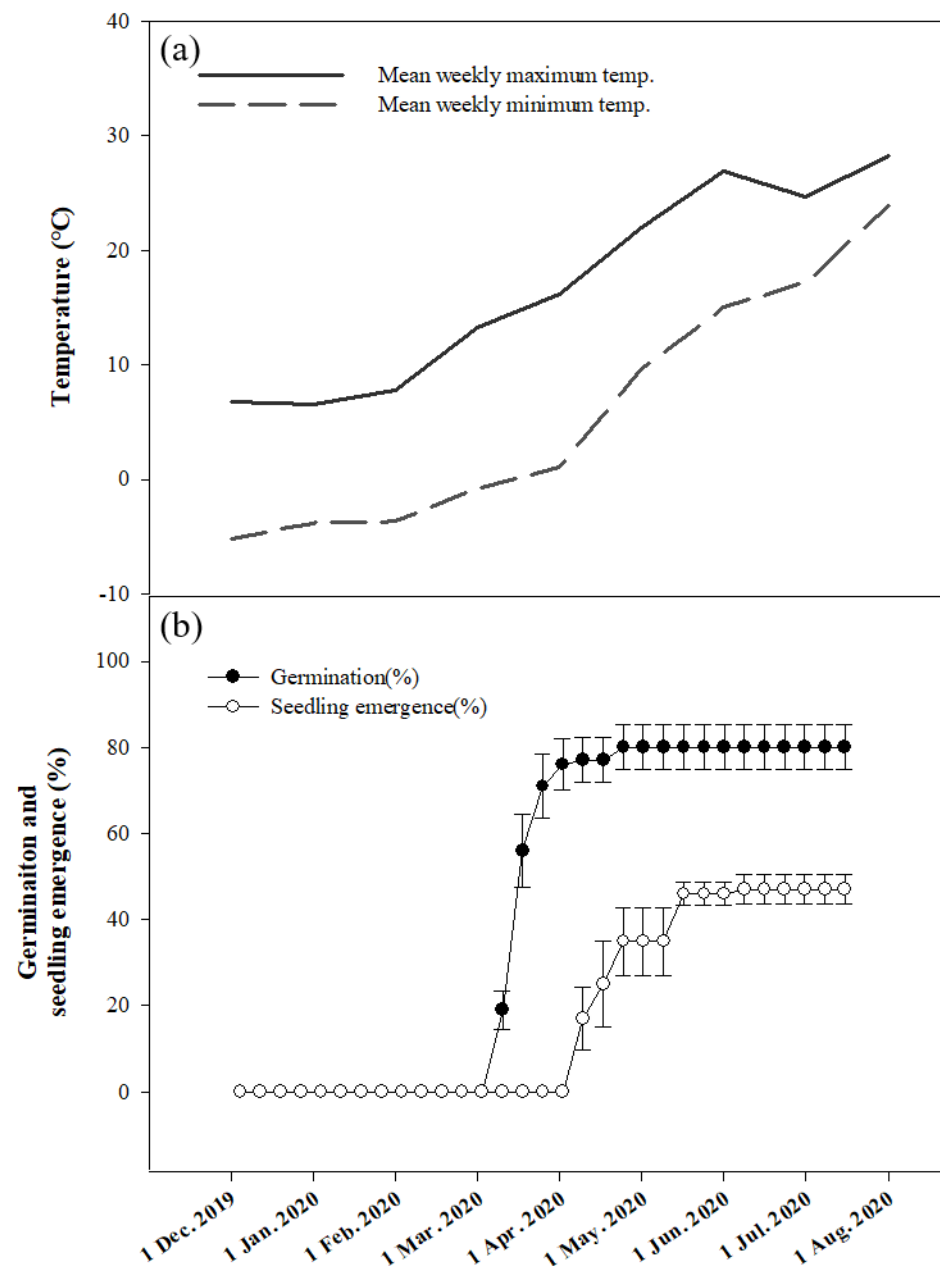 (a)
Mean weekly maximum temp.
Mean weekly minimum temp.
40
30
20
10
0
-10
Temperature (°C)
(b)
Germination(%)
Seedling emergence(%)
100
80
60
40
20
0
Germinaiton and
seedling emergence (%)
1 Dec. 2019
1 Jan. 2020
1 Feb. 2020
1 Mar. 2020
1 Apr. 2020
1 May. 2020
1 Jun. 2020
1 Jul. 2020
1 Aug.2020